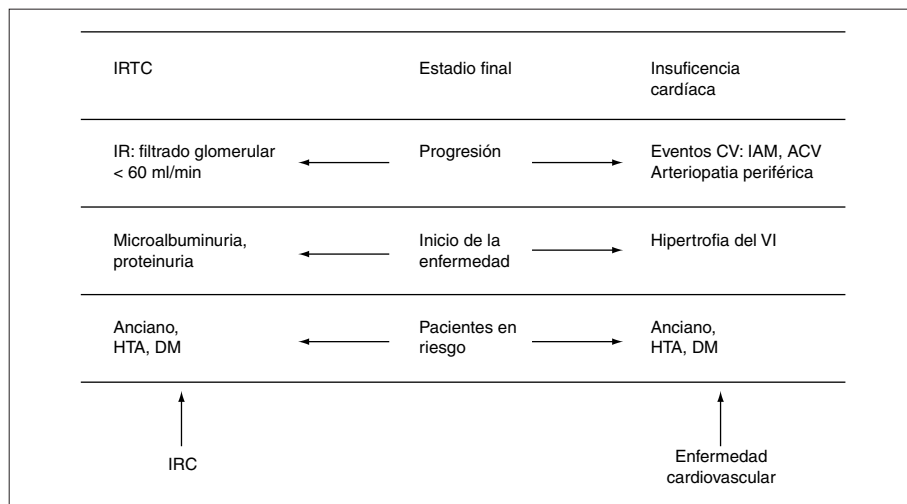 IRTC
Estadio final
Insuficencia
cardíaca
IR: filtrado glomerular
< 60 ml/min
Progresión
Eventos CV: IAM, ACV
Arteriopatia periférica
Microalbuminuria,
proteinuria
Inicio de la
enfermedad
Hipertrofia del VI
Anciano,
HTA, DM
Pacientes en
riesgo
Anciano,
HTA, DM
IRC
Enfermedad
cardiovascular